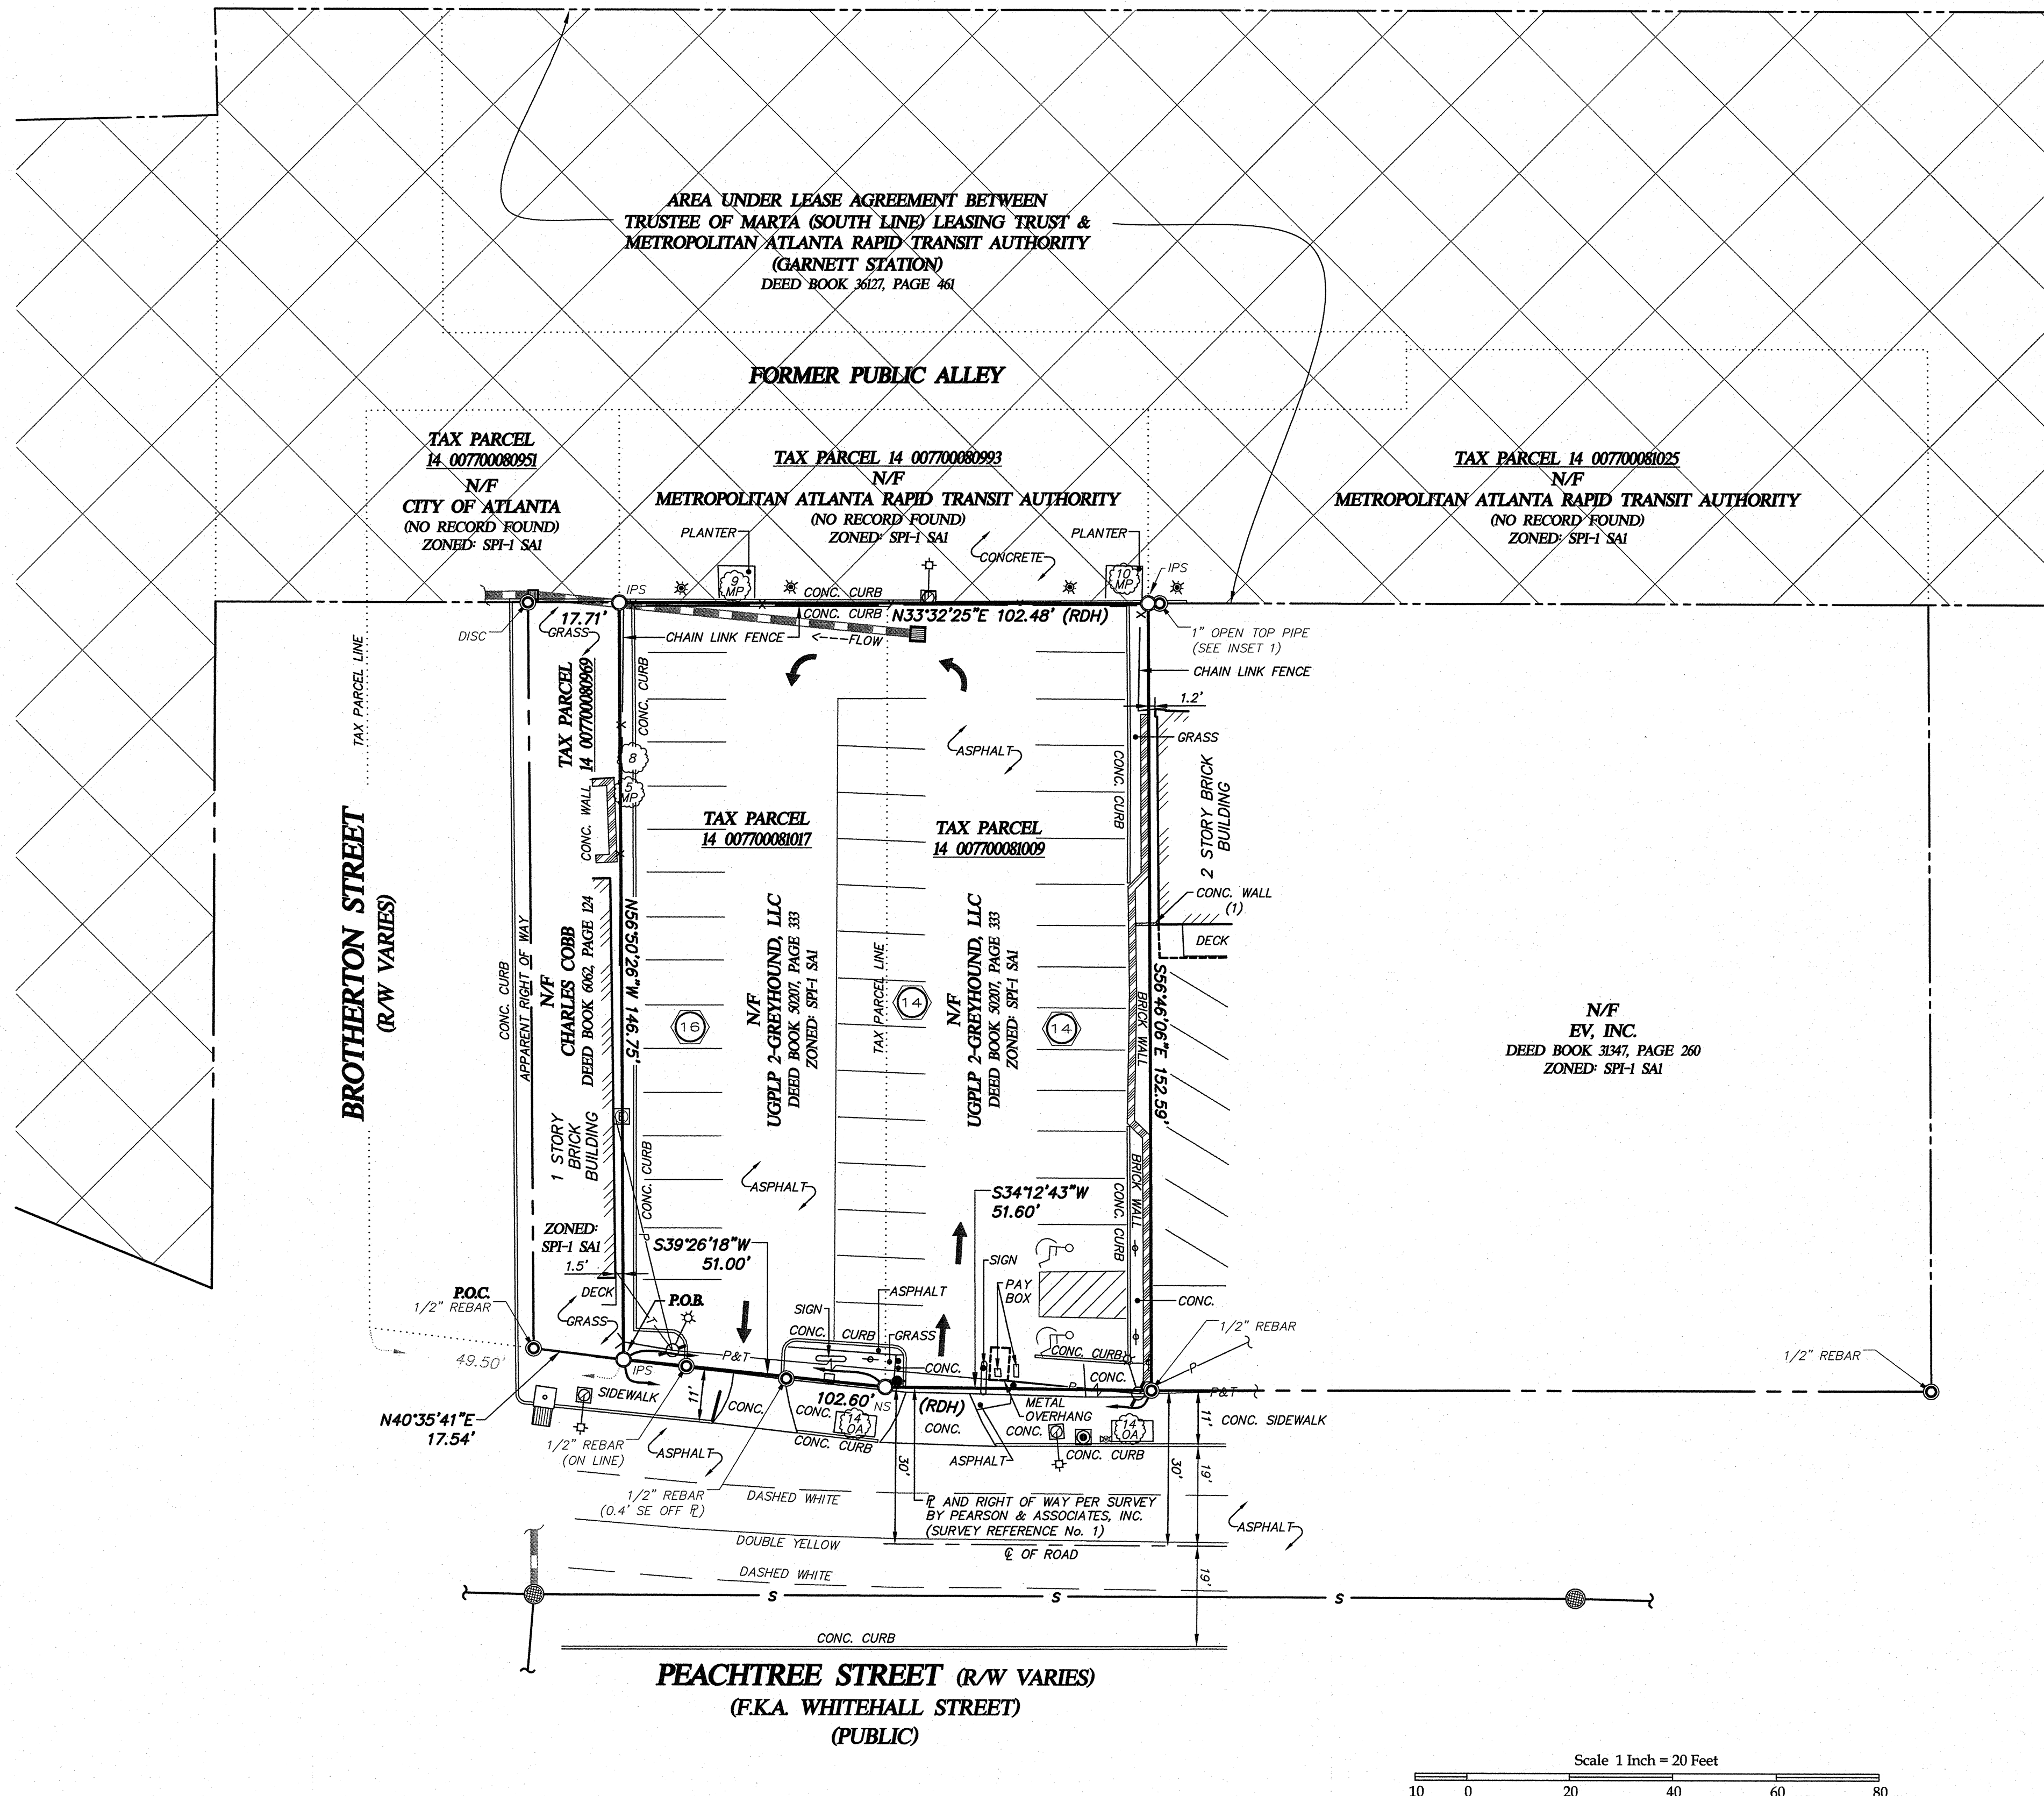 AREA UNDER LEASE AGREEMENT BETWEEN
TRUSTEE OF MARTA (SOUTH LINE) LEASING TRUST &
METROPOLITAN ATLANTA RAPID TRANSIT AUTHORITY
(GARNETT STATION)
DEED BOOK 36127, PAGE 461
FORMER PUBLIC ALLEY
TAX PARCEL
14 007700080951
N/F
CITY OF ATLANTA
(NO RECORD FOUND)
ZONED: SPI-1 SA1
TAX PARCEL 14 007700080993
N/F
METROPOLITAN ATLANTA RAPID TRANSIT AUTHORITY
(NO RECORD FOUND)
ZONED: SPI-1 SA1
TAX PARCEL 14 007700081025
N/F
METROPOLITAN ATLANTA RAPID TRANSIT AUTHORITY
(NO RECORD FOUND)
ZONED: SPI-1 SA1
PLANTER
PLANTER
CONCRETE
9
MP
10
MP
IPS
IPS
CONC. CURB
CONC. CURB
17.71'
N33°32'25"E 102.48' (RDH)
DISC
GRASS
CHAIN LINK FENCE
FLOW
1" OPEN TOP PIPE
(SEE INSET 1)
CHAIN LINK FENCE
1.2'
TAX PARCEL LINE
TAX PARCEL
14 007700080969
CONC. CURB
8
5
MP
CONC. WALL
ASPHALT
GRASS
CONC. CURB
2 STORY BRICK
BUILDING
TAX PARCEL
14 007700081017
TAX PARCEL
14 007700081009
CONC. WALL
(1)
DECK
BROTHERTON STREET
(R/W VARIES)
CONC. CURB
APPARENT RIGHT OF WAY
N/F
CHARLES COBB
DEED BOOK 6062, PAGE 124
N56°50'26"W 146.75'
16
N/F
UGPLP 2-GREYHOUND, LLC
DEED BOOK 50207, PAGE 333
ZONED: SPI-1 SA1
TAX PARCEL LINE
14
N/F
UGPLP 2-GREYHOUND, LLC
DEED BOOK 50207, PAGE 333
ZONED: SPI-1 SA1
14
BRICK WALL
S56°46'06"E 152.59'
N/F
EV, INC.
DEED BOOK 31347, PAGE 260
ZONED: SPI-1 SA1
1 STORY
BRICK
BUILDING
E
CONC. CURB
P
ASPHALT
BRICK WALL
CONC. CURB
S34°12'43"W
51.60'
ZONED:
SPI-1 SA1
1.5'
S39°26'18"W
51.00'
SIGN
PAY
BOX
CONC.
P.O.C.
1/2" REBAR
DECK
P.O.B.
GRASS
T
SIGN
ASPHALT
CONC. CURB
GRASS
CONC.
CONC. CURB
1/2" REBAR
49.50'
IPS
P&T
P
CONC.
P
P&T
1/2" REBAR
SIDEWALK
11'
CONC.
102.60'
NS
(RDH)
METAL
OVERHANG
11'
CONC. SIDEWALK
N40°35'41"E
17.54'
CONC.
14
OA
CONC.
CONC.
14
OA
1/2" REBAR
(ON LINE)
ASPHALT
CONC. CURB
ASPHALT
CONC. CURB
30'
30'
19'
1/2" REBAR
(0.4' SE OFF ⅊)
DASHED WHITE
⅊ AND RIGHT OF WAY PER SURVEY
BY PEARSON & ASSOCIATES, INC.
(SURVEY REFERENCE No. 1)
ASPHALT
DOUBLE YELLOW
℄ OF ROAD
DASHED WHITE
19'
S
S
S
CONC. CURB
PEACHTREE STREET (R/W VARIES)
(F.K.A. WHITEHALL STREET)
(PUBLIC)
Scale 1 Inch = 20 Feet
10 0 20 40 60 80